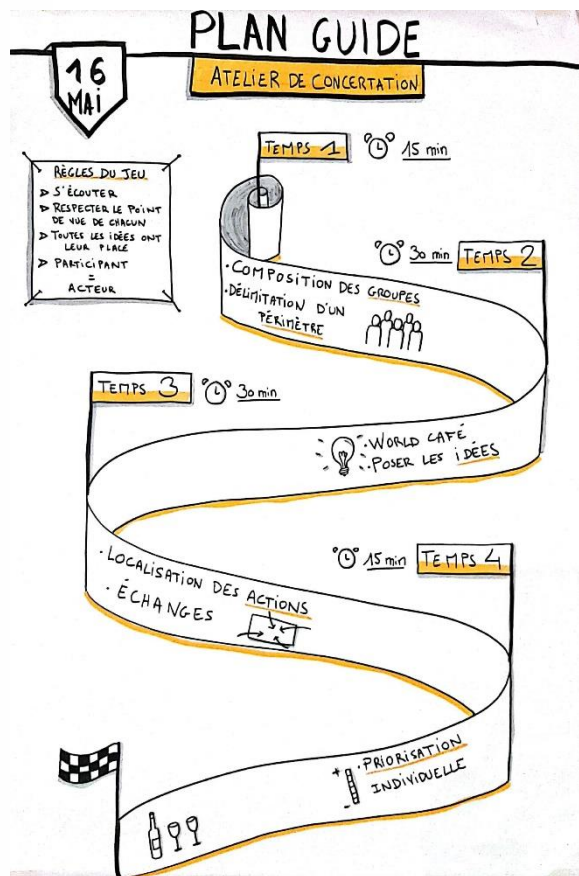 PLAN GUIDE
ATELIER DE CONCERTATION
16
MAI
RÈGLES DU JEU
S'ÉCOUTER
RESPECTER LE POINT
DE VUE DE CHACUN
TOUTES LES IDÉES ONT
LEUR PLACE
PARTICIPANT
=
ACTEUR
TEMPS 1
15 min
• COMPOSITION DES GROUPES
• DÉLIMITATION D'UN
PÉRIMÈTRE
30 min
TEMPS 2
• WORLD CAFÉ
• POSER LES IDÉES
TEMPS 3
30 min
• LOCALISATION DES ACTIONS
• ÉCHANGES
15 min
TEMPS 4
• PRIORISATION
INDIVIDUELLE
+
-